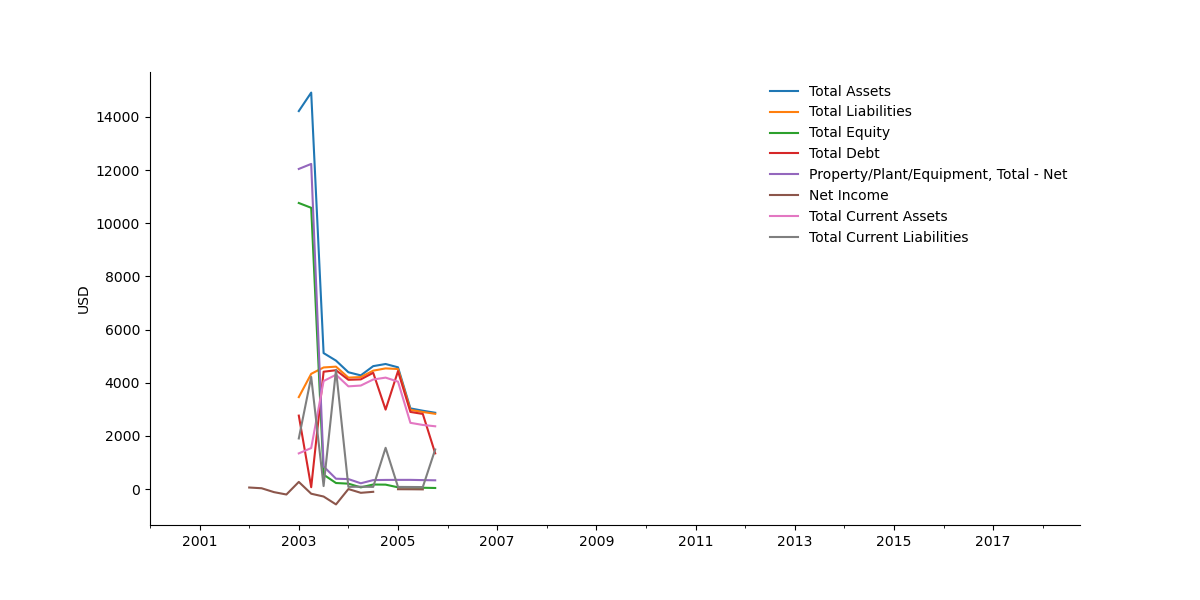 Total Assets
Total Liabilities
Total Equity
Total Debt
Property/Plant/Equipment, Total - Net
Net Income
Total Current Assets
Total Current Liabilities
USD
14000
12000
10000
8000
6000
4000
2000
0
2001 2003 2005 2007 2009 2011 2013 2015 2017